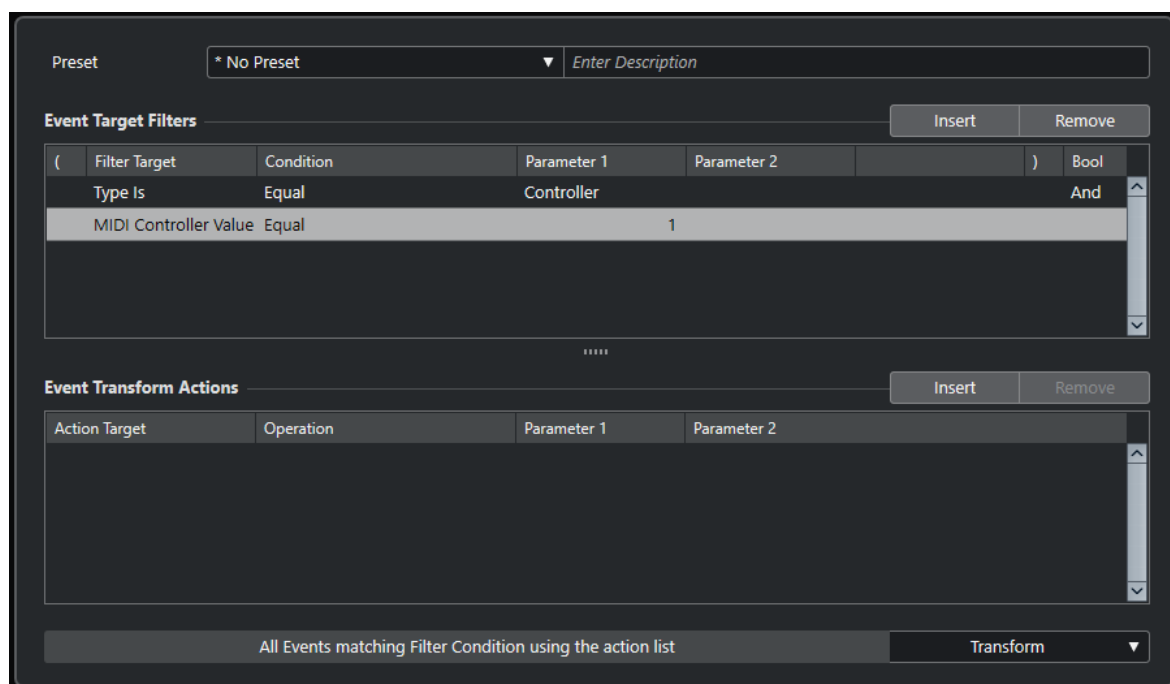 Preset * No Preset ▼ Enter Description
Event Target Filters Insert Remove
( Filter Target Condition Parameter 1 Parameter 2 ) Bool
Type Is Equal Controller And
MIDI Controller Value Equal 1
Event Transform Actions Insert Remove
Action Target Operation Parameter 1 Parameter 2
All Events matching Filter Condition using the action list Transform ▼